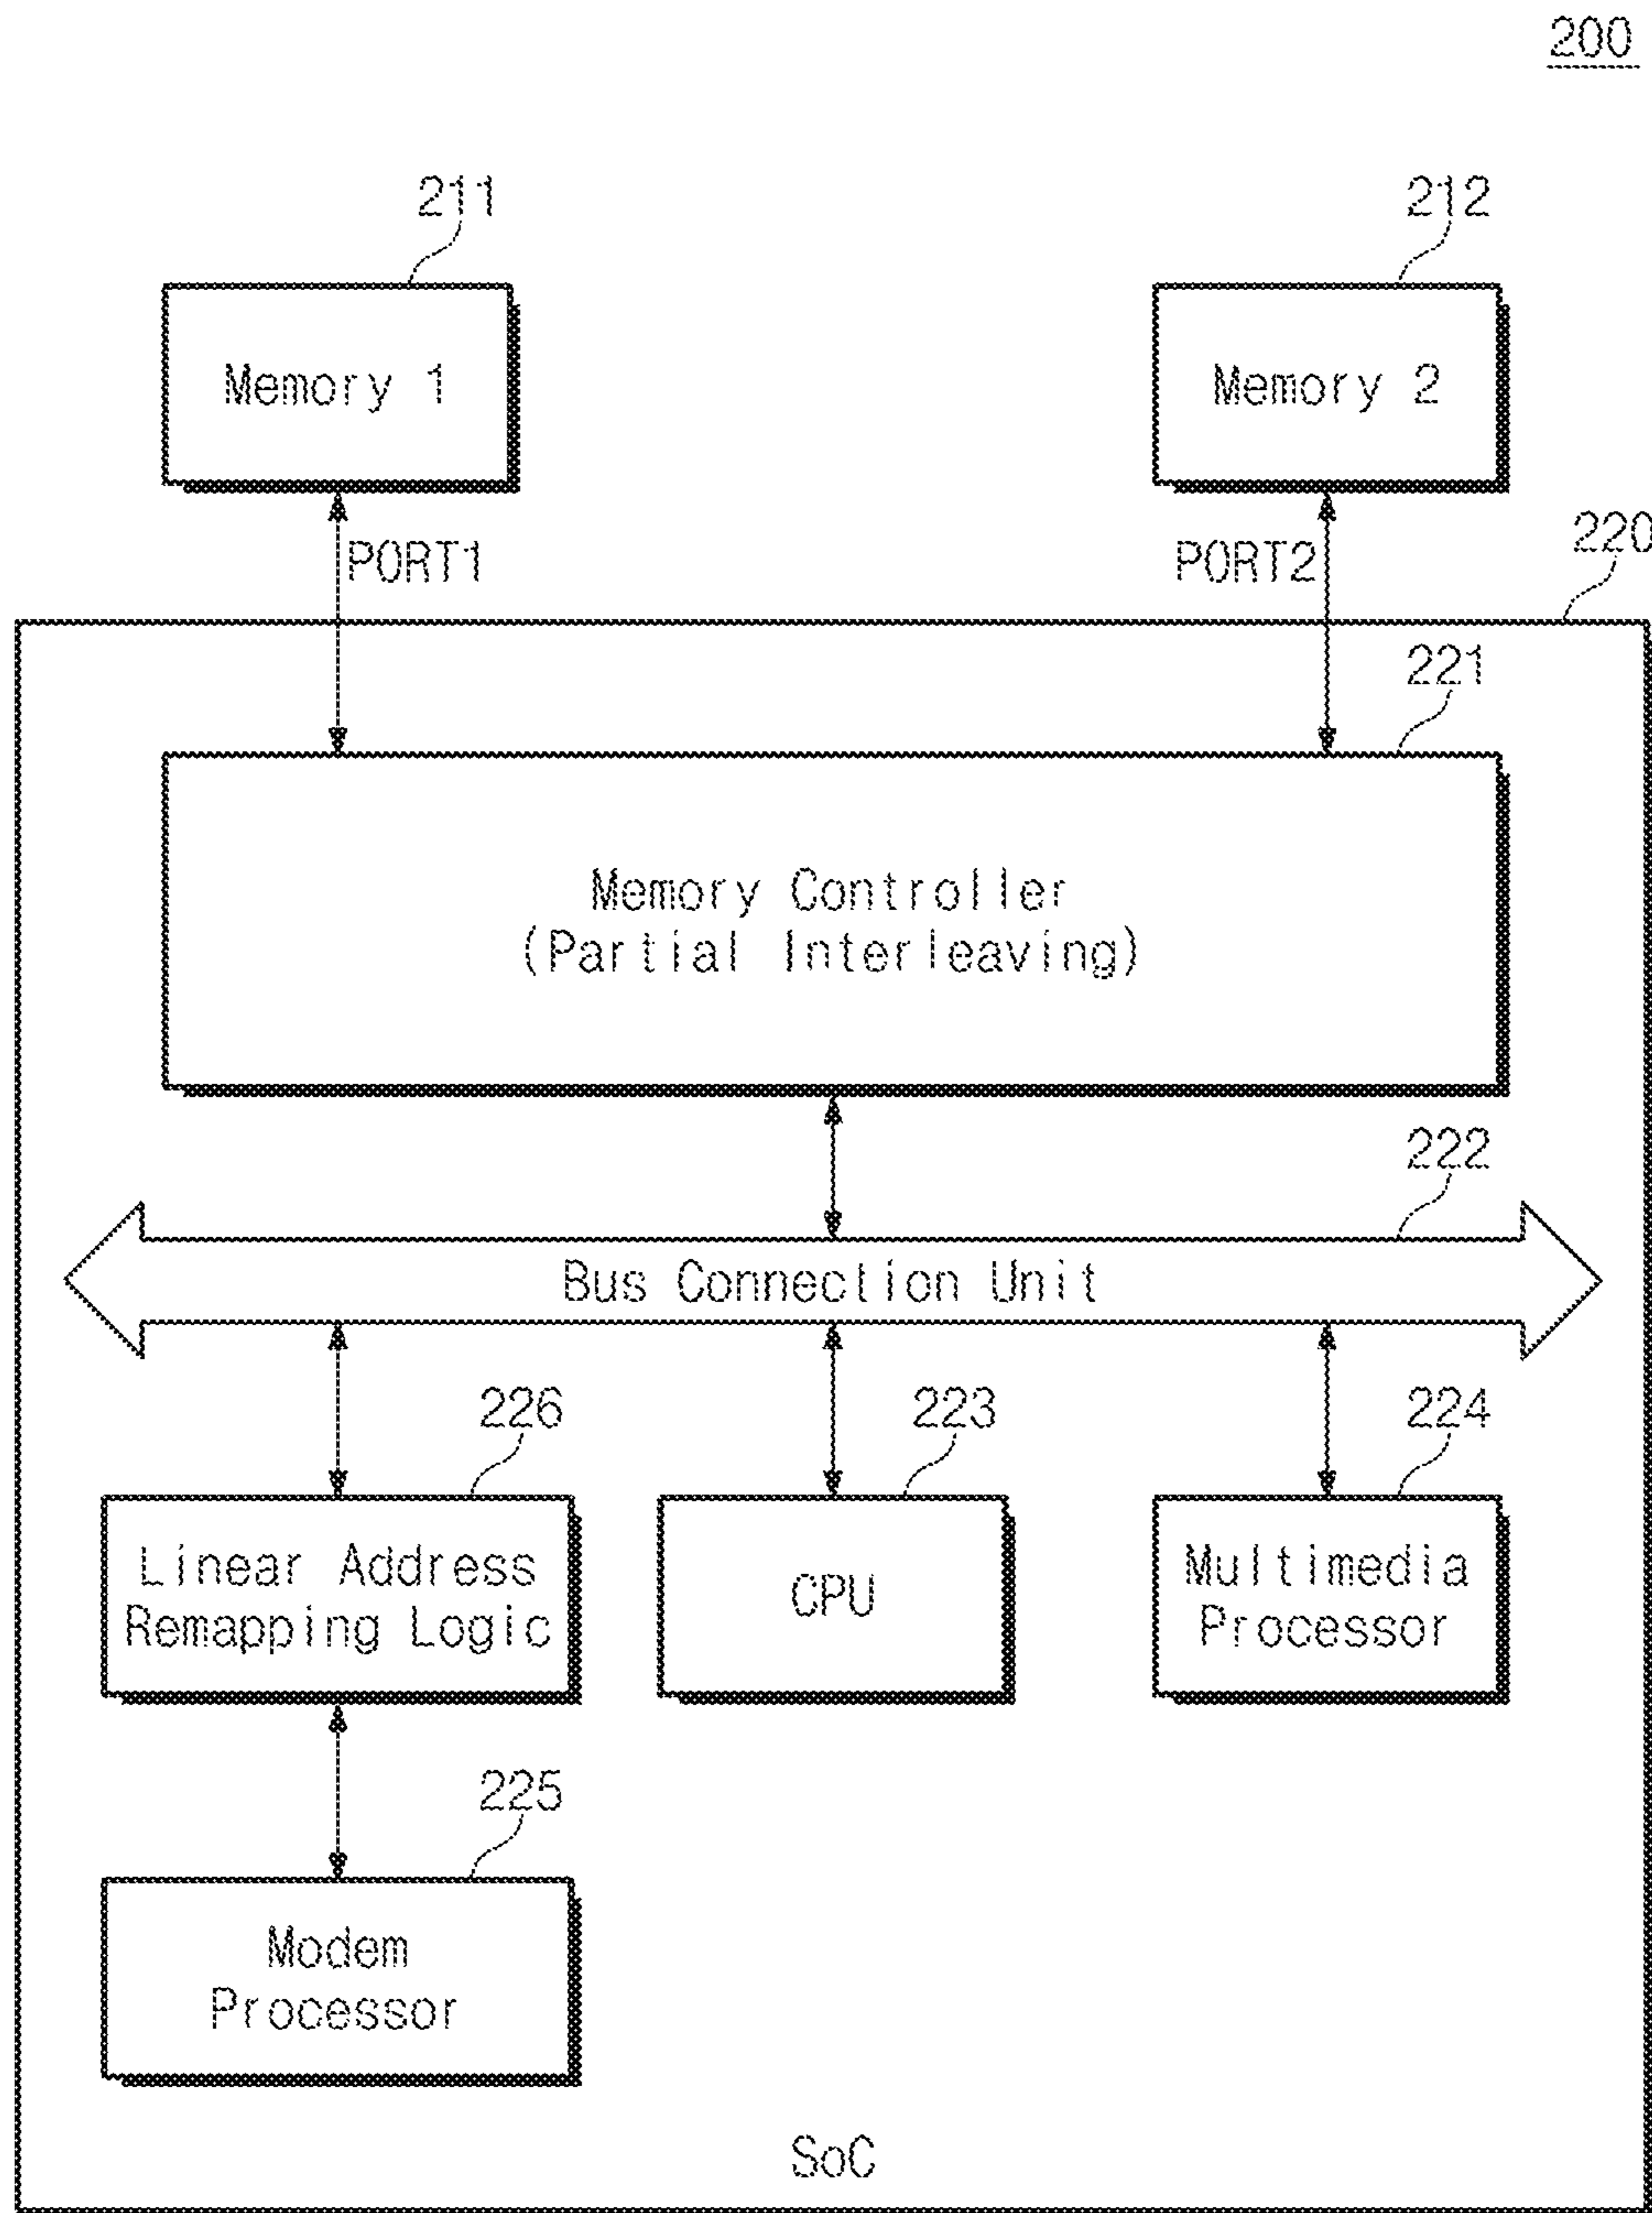 200
211
212
Memory 1
Memory 2
PORT1
PORT2
220
221
Memory Controller
(Partial Interleaving)
222
Bus Connection Unit
226
223
224
Linear Address
Remapping Logic
CPU
Multimedia
Processor
225
Modem
Processor
SoC